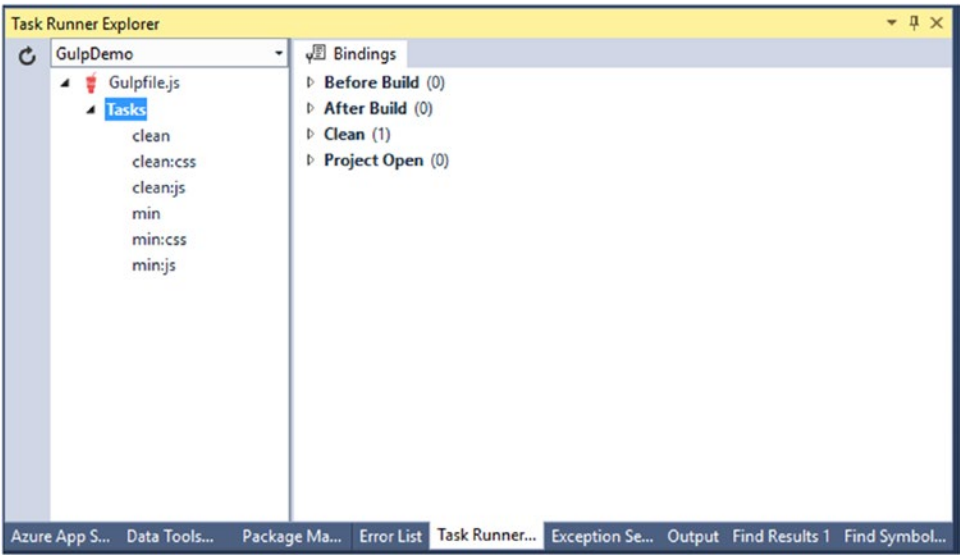 Task Runner Explorer
GulpDemo
Gulpfile.js
Tasks
clean
clean:css
clean:js
min
min:css
min:js
Bindings
Before Build (0)
After Build (0)
Clean (1)
Project Open (0)
Azure App S... Data Tools... Package Ma... Error List Task Runner... Exception Se... Output Find Results 1 Find Symbol...